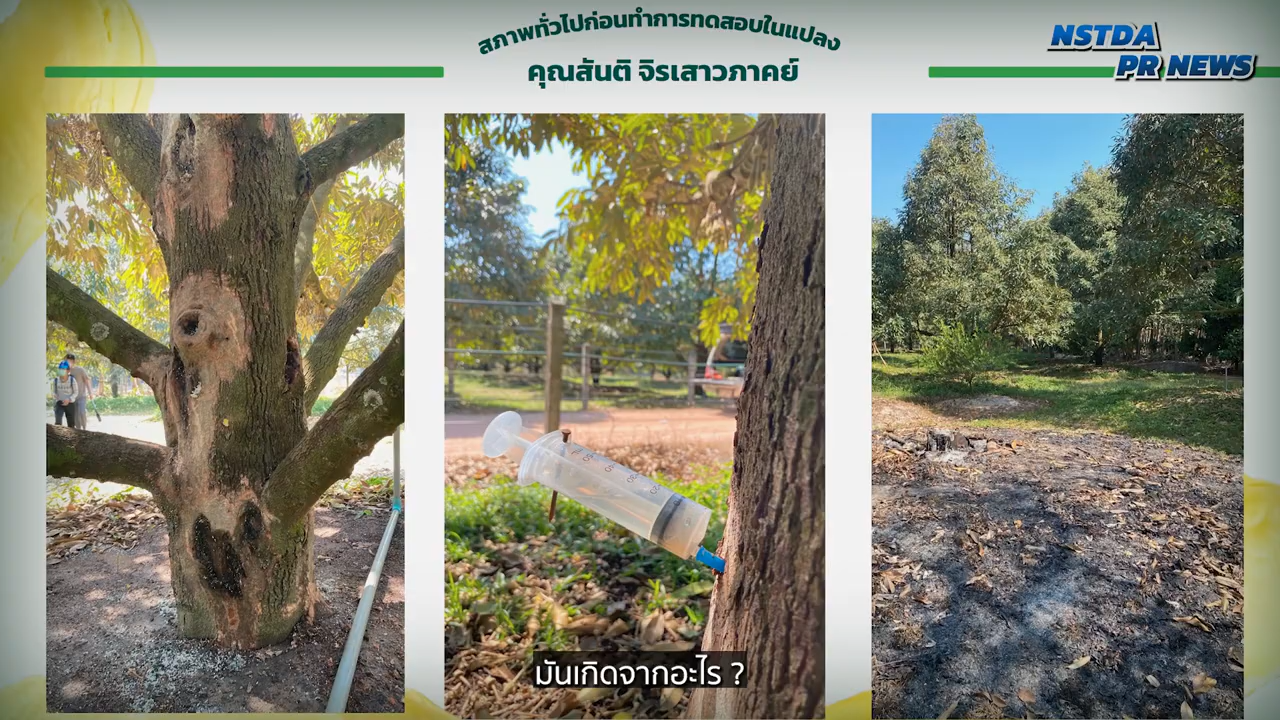 สภาพทั่วไปก่อนทำการทดสอบในแปลง
คุณสันติ จิรเสาวภาคย์
NSTDA
PR NEWS
มันเกิดจากอะไร ?